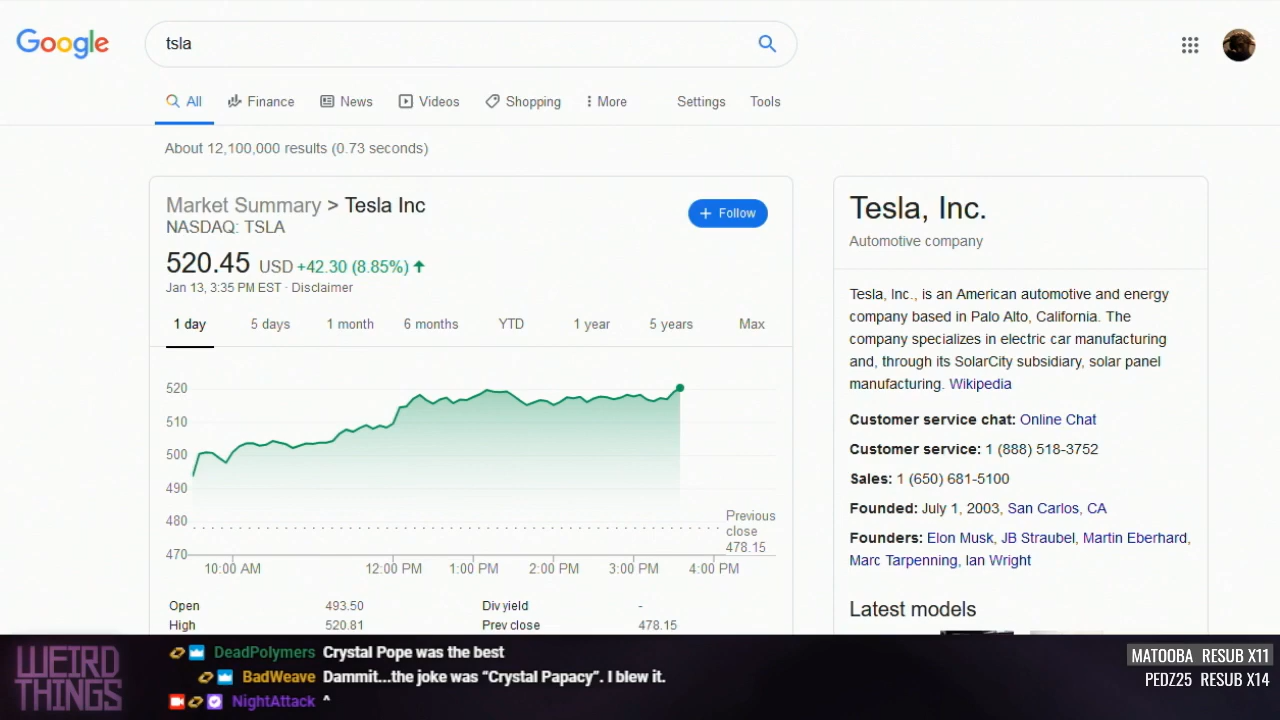 Google
tsla
All Finance News Videos Shopping More Settings Tools
About 12,100,000 results (0.73 seconds)
Market Summary > Tesla Inc
NASDAQ: TSLA
+ Follow
520.45 USD +42.30 (8.85%)
Jan 13, 3:35 PM EST · Disclaimer
1 day 5 days 1 month 6 months YTD 1 year 5 years Max
520
510
500
490
480
470
Previous
close
478.15
10:00 AM 12:00 PM 1:00 PM 2:00 PM 3:00 PM 4:00 PM
Open 493.50 Div yield -
High 520.81 Prev close 478.15
Tesla, Inc.
Automotive company
Tesla, Inc., is an American automotive and energy
company based in Palo Alto, California. The
company specializes in electric car manufacturing
and, through its SolarCity subsidiary, solar panel
manufacturing. Wikipedia
Customer service chat: Online Chat
Customer service: 1 (888) 518-3752
Sales: 1 (650) 681-5100
Founded: July 1, 2003, San Carlos, CA
Founders: Elon Musk, JB Straubel, Martin Eberhard,
Marc Tarpenning, Ian Wright
Latest models
WEIRD
THINGS
DeadPolymers Crystal Pope was the best
BadWeave Dammit...the joke was “Crystal Papacy”. I blew it.
NightAttack ^
MATOOBA RESUB X11
PEDZ25 RESUB X14